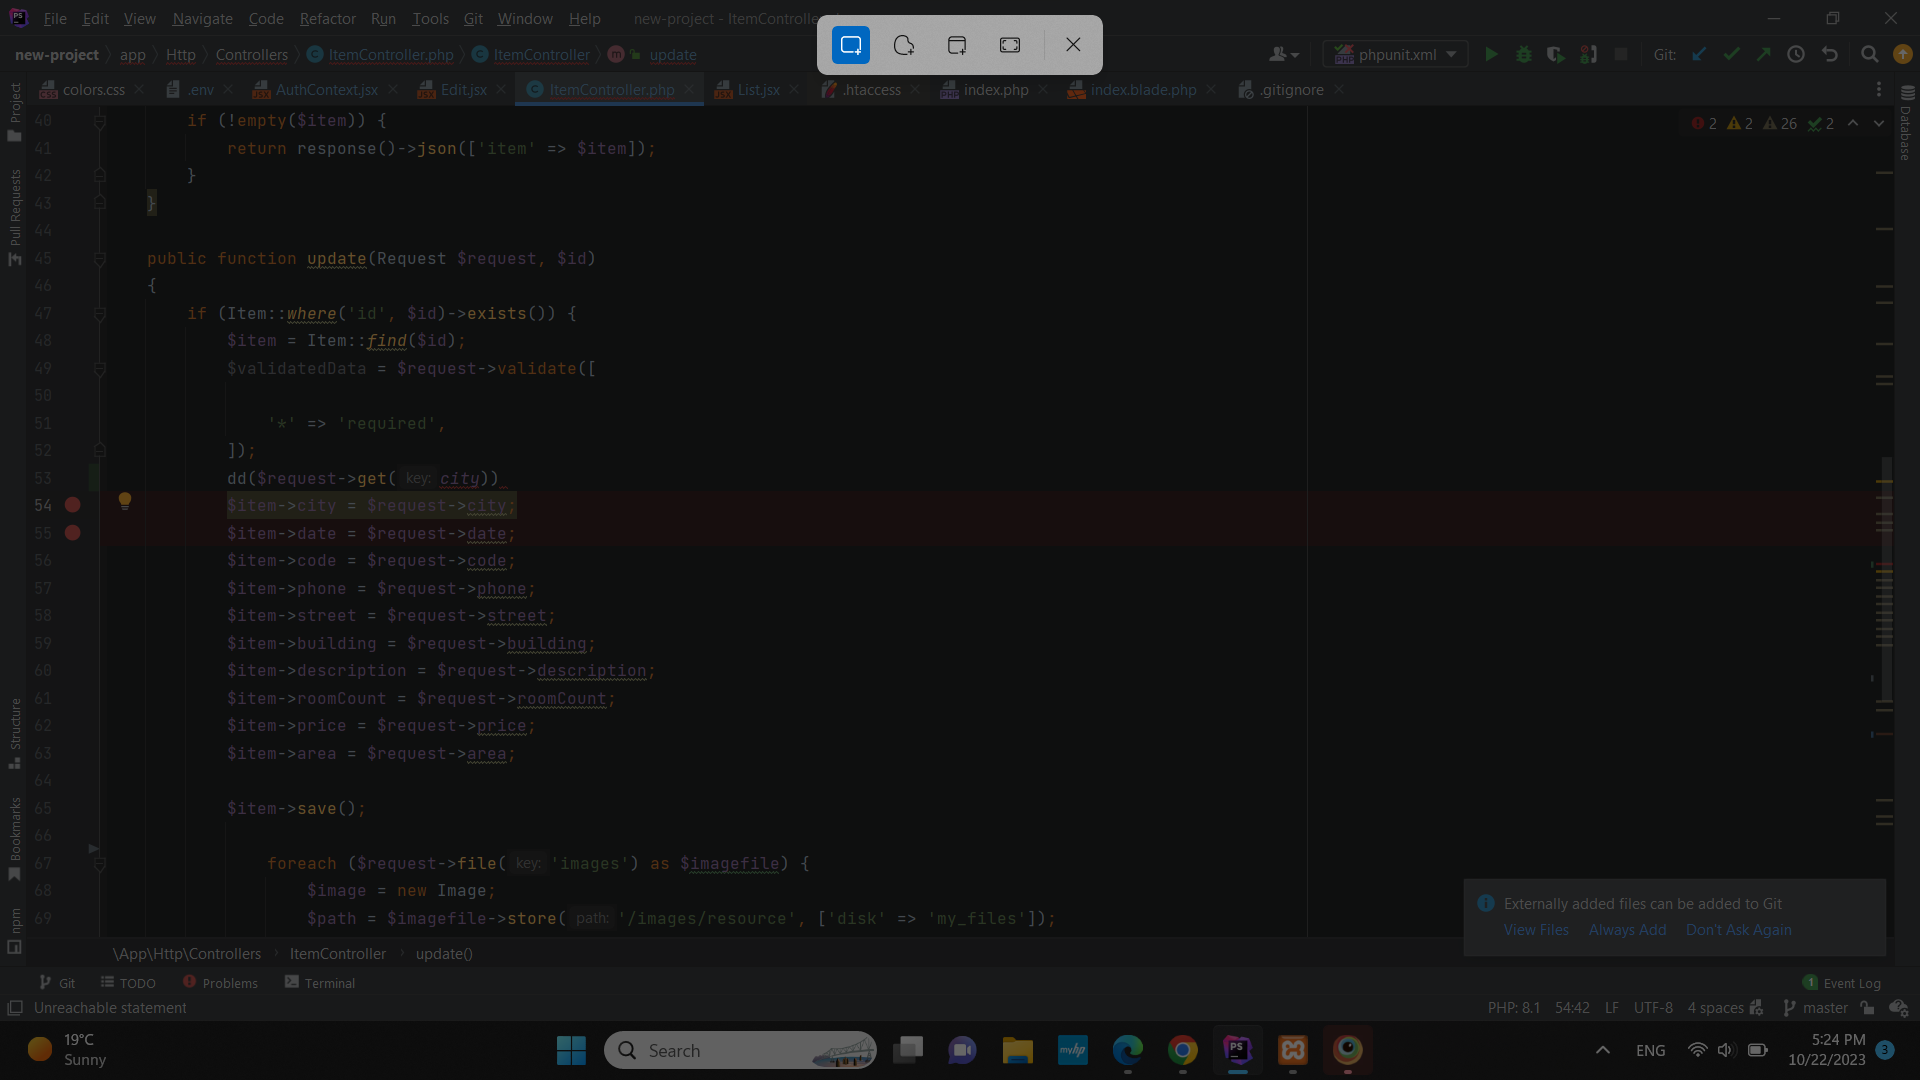 File Edit View Navigate Code Refactor Run Tools Git Window Help new-project - ItemControlle
new-project app Http Controllers ItemController.php ItemController update phpunit.xml Git:
colors.css .env AuthContext.jsx Edit.jsx ItemController.php List.jsx .htaccess index.php index.blade.php .gitignore
2 2 26 2
Project
Pull Requests
Structure
Bookmarks
npm
Database
40 if (!empty($item)) {
41 return response()->json(['item' => $item]);
42 }
43 }
44
45 public function update(Request $request, $id)
46 {
47 if (Item::where('id', $id)->exists()) {
48 $item = Item::find($id);
49 $validatedData = $request->validate([
50
51 '*' => 'required',
52 ]);
53 dd($request->get( key: city))
54 $item->city = $request->city;
55 $item->date = $request->date;
56 $item->code = $request->code;
57 $item->phone = $request->phone;
58 $item->street = $request->street;
59 $item->building = $request->building;
60 $item->description = $request->description;
61 $item->roomCount = $request->roomCount;
62 $item->price = $request->price;
63 $item->area = $request->area;
64
65 $item->save();
66
67 foreach ($request->file( key: 'images') as $imagefile) {
68 $image = new Image;
69 $path = $imagefile->store( path: '/images/resource', ['disk' => 'my_files']);
Externally added files can be added to Git
View Files Always Add Don't Ask Again
\App\Http\Controllers ItemController update()
Git TODO Problems Terminal 1 Event Log
Unreachable statement PHP: 8.1 54:42 LF UTF-8 4 spaces master
19°C
Sunny
Search
myhp
PS
ENG
5:24 PM
10/22/2023
3